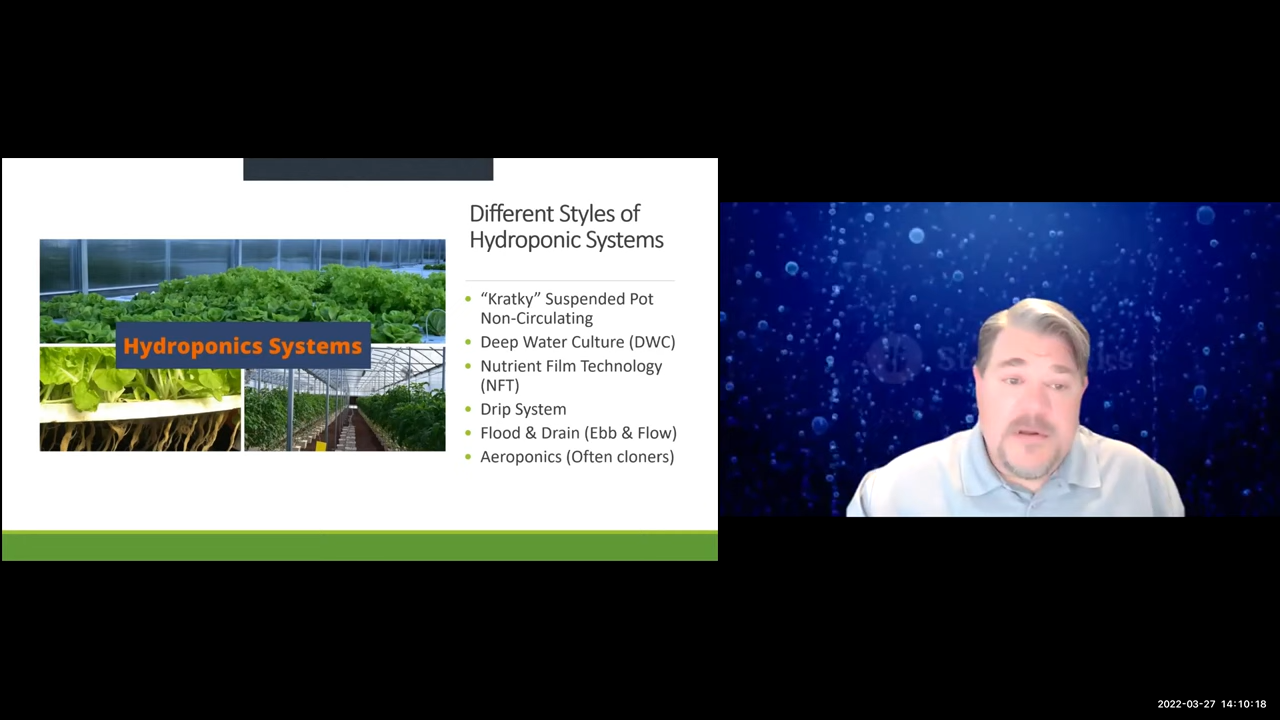 Different Styles of
Hydroponic Systems
Hydroponics Systems
• “Kratky” Suspended Pot
Non-Circulating
• Deep Water Culture (DWC)
• Nutrient Film Technology
(NFT)
• Drip System
• Flood & Drain (Ebb & Flow)
• Aeroponics (Often cloners)
2022-03-27 14:10:18